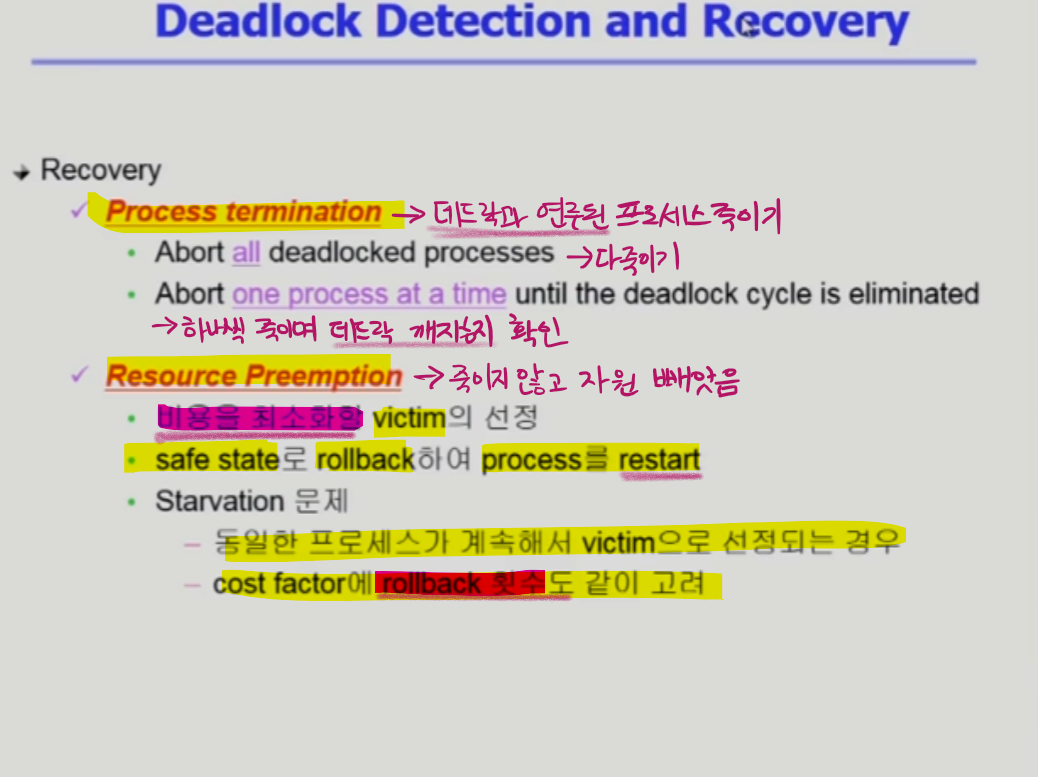 Deadlock Detection and Recovery
Recovery
Process termination → 데드락과 연루된 프로세스 죽이기
Abort all deadlocked processes → 다죽이기
Abort one process at a time until the deadlock cycle is eliminated
→ 하나씩 죽이며 데드락 깨지는지 확인
Resource Preemption → 죽이지 않고 자원 빼앗음
비용을 최소화할 victim의 선정
safe state로 rollback하여 process를 restart
Starvation 문제
– 동일한 프로세스가 계속해서 victim으로 선정되는 경우
– cost factor에 rollback 횟수도 같이 고려